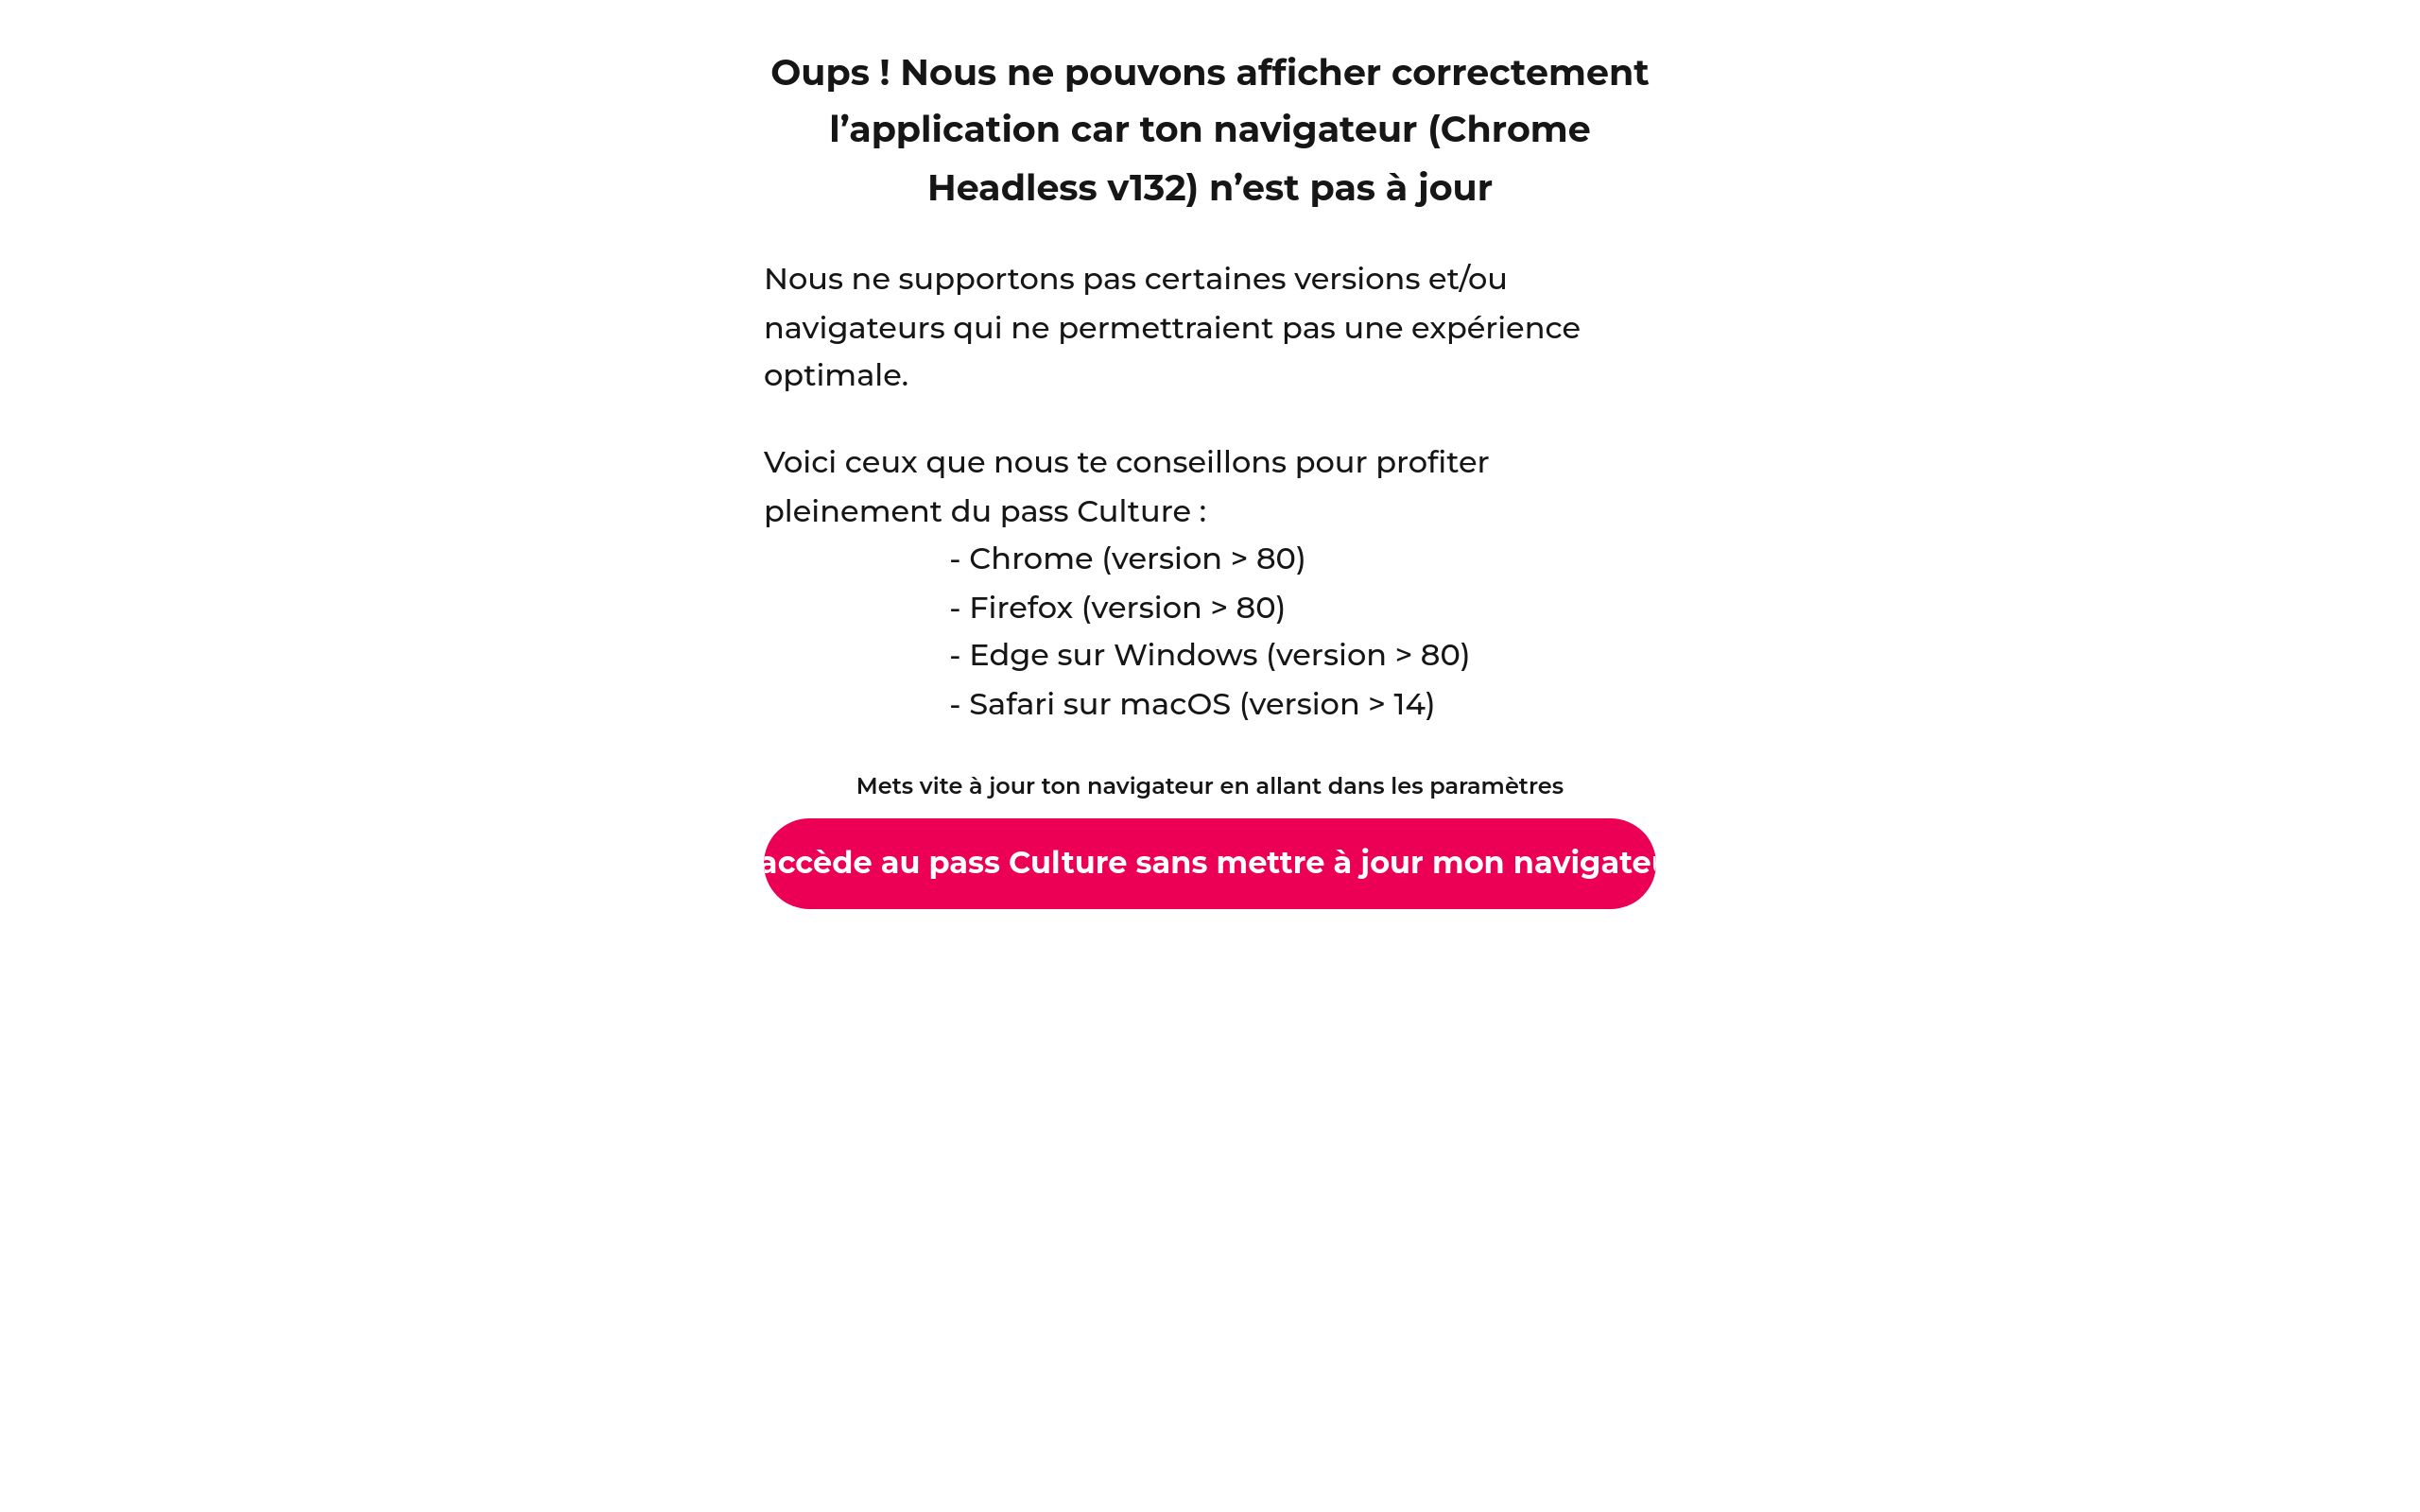 Oups ! Nous ne pouvons afficher correctement
l’application car ton navigateur (Chrome
Headless v132) n’est pas à jour
Nous ne supportons pas certaines versions et/ou
navigateurs qui ne permettraient pas une expérience
optimale.
Voici ceux que nous te conseillons pour profiter
pleinement du pass Culture :
- Chrome (version > 80)
- Firefox (version > 80)
- Edge sur Windows (version > 80)
- Safari sur macOS (version > 14)
Mets vite à jour ton navigateur en allant dans les paramètres
accède au pass Culture sans mettre à jour mon